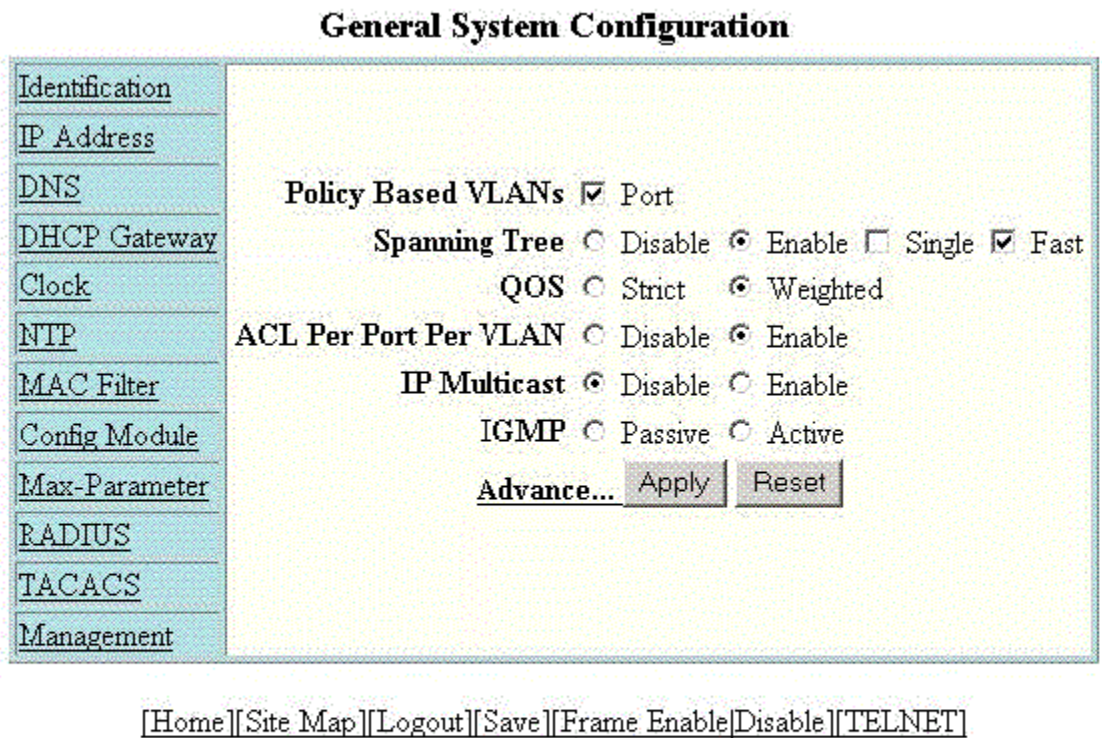 General System Configuration
Identification
IP Address
DNS
DHCP Gateway
Clock
NTP
MAC Filter
Config Module
Max-Parameter
RADIUS
TACACS
Management
Policy Based VLANs Port
Spanning Tree Disable Enable Single Fast
QOS Strict Weighted
ACL Per Port Per VLAN Disable Enable
IP Multicast Disable Enable
IGMP Passive Active
Advance... Apply Reset
[Home][Site Map][Logout][Save][Frame Enable|Disable][TELNET]